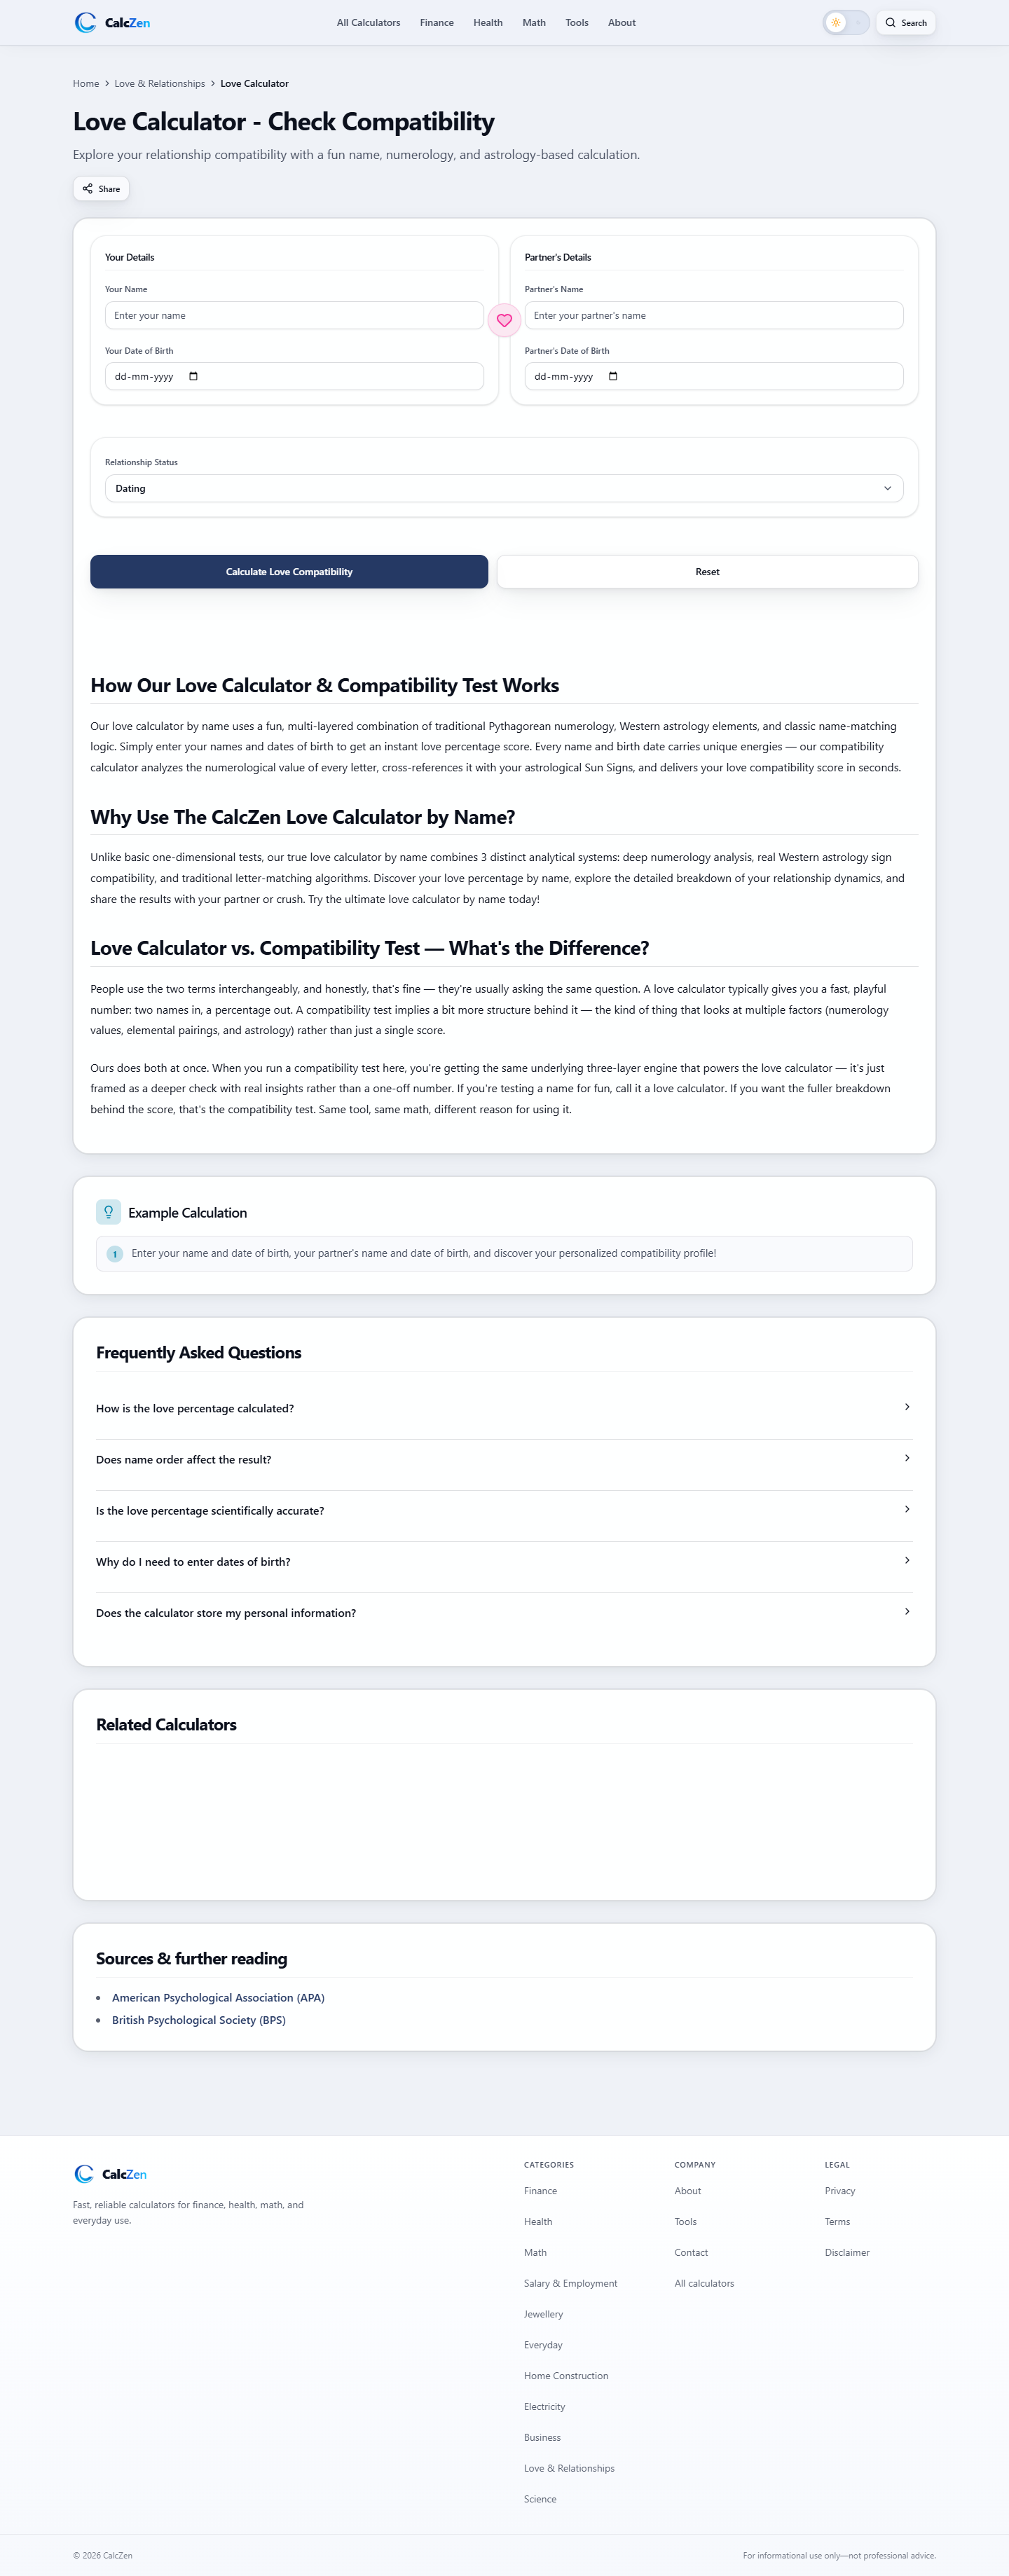 CalcZen
All Calculators
Finance
Health
Math
Tools
About
Search
Home > Love & Relationships > Love Calculator
Love Calculator - Check Compatibility
Explore your relationship compatibility with a fun name, numerology, and astrology-based calculation.
Share
Your Details
Your Name
Enter your name
Your Date of Birth
dd-mm-yyyy
Partner's Details
Partner's Name
Enter your partner's name
Partner's Date of Birth
dd-mm-yyyy
Relationship Status
Dating
Calculate Love Compatibility
Reset
How Our Love Calculator & Compatibility Test Works
Our love calculator by name uses a fun, multi-layered combination of traditional Pythagorean numerology, Western astrology elements, and classic name-matching
logic. Simply enter your names and dates of birth to get an instant love percentage score. Every name and birth date carries unique energies — our compatibility
calculator analyzes the numerological value of every letter, cross-references it with your astrological Sun Signs, and delivers your love compatibility score in seconds.
Why Use The CalcZen Love Calculator by Name?
Unlike basic one-dimensional tests, our true love calculator by name combines 3 distinct analytical systems: deep numerology analysis, real Western astrology sign
compatibility, and traditional letter-matching algorithms. Discover your love percentage by name, explore the detailed breakdown of your relationship dynamics, and
share the results with your partner or crush. Try the ultimate love calculator by name today!
Love Calculator vs. Compatibility Test — What's the Difference?
People use the two terms interchangeably, and honestly, that's fine — they're usually asking the same question. A love calculator typically gives you a fast, playful
number: two names in, a percentage out. A compatibility test implies a bit more structure behind it — the kind of thing that looks at multiple factors (numerology
values, elemental pairings, and astrology) rather than just a single score.
Ours does both at once. When you run a compatibility test here, you're getting the same underlying three-layer engine that powers the love calculator — it's just
framed as a deeper check with real insights rather than a one-off number. If you're testing a name for fun, call it a love calculator. If you want the fuller breakdown
behind the score, that's the compatibility test. Same tool, same math, different reason for using it.
Example Calculation
1 Enter your name and date of birth, your partner's name and date of birth, and discover your personalized compatibility profile!
Frequently Asked Questions
How is the love percentage calculated?
Does name order affect the result?
Is the love percentage scientifically accurate?
Why do I need to enter dates of birth?
Does the calculator store my personal information?
Related Calculators
Sources & further reading
• American Psychological Association (APA)
• British Psychological Society (BPS)
CalcZen
Fast, reliable calculators for finance, health, math, and
everyday use.
CATEGORIES
Finance
Health
Math
Salary & Employment
Jewellery
Everyday
Home Construction
Electricity
Business
Love & Relationships
Science
COMPANY
About
Tools
Contact
All calculators
LEGAL
Privacy
Terms
Disclaimer
© 2026 CalcZen
For informational use only—not professional advice.